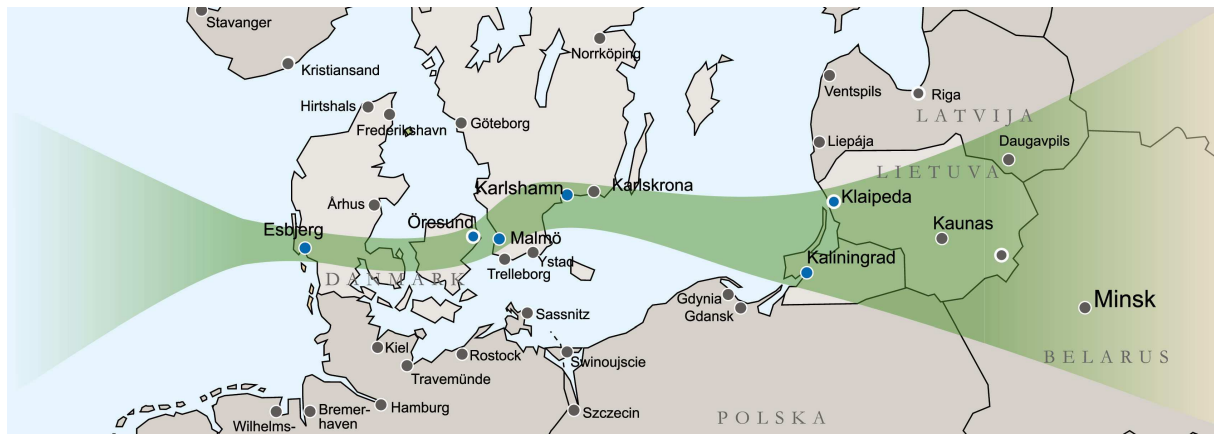 Stavanger
Norrköping
Kristiansand
Ventspils
Riga
Hirtshals
LATVIJA
Frederikshavn
Göteborg
Liepája
Daugavpils
LIETUVA
Karlshamn
Karlskrona
Klaipeda
Århus
Esbjerg
Öresund
Malmö
Kaunas
Ystad
Kaliningrad
Trelleborg
DANMARK
Gdynia
Gdansk
Minsk
Sassnitz
Kiel
Rostock
Swinoujscie
BELARUS
Travemünde
Hamburg
Bremer-
haven
Wilhelms-
Szczecin
POLSKA